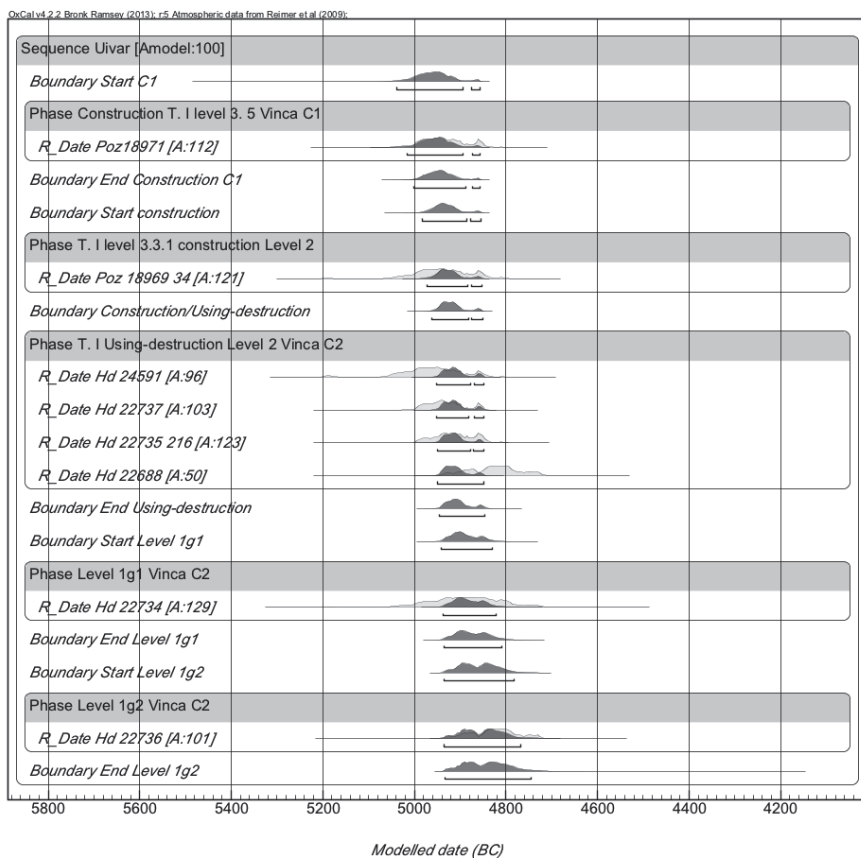 OxCal v4.2.2 Bronk Ramsey (2013); r:5 Atmospheric data from Reimer et al (2009);
Sequence Uivar [Amodel:100]
Boundary Start C1
Phase Construction T. I level 3. 5 Vinca C1
R_Date Poz18971 [A:112]
Boundary End Construction C1
Boundary Start construction
Phase T. I level 3.3.1 construction Level 2
R_Date Poz 18969 34 [A:121]
Boundary Construction/Using-destruction
Phase T. I Using-destruction Level 2 Vinca C2
R_Date Hd 24591 [A:96]
R_Date Hd 22737 [A:103]
R_Date Hd 22735 216 [A:123]
R_Date Hd 22688 [A:50]
Boundary End Using-destruction
Boundary Start Level 1g1
Phase Level 1g1 Vinca C2
R_Date Hd 22734 [A:129]
Boundary End Level 1g1
Boundary Start Level 1g2
Phase Level 1g2 Vinca C2
R_Date Hd 22736 [A:101]
Boundary End Level 1g2
5800 5600 5400 5200 5000 4800 4600 4400 4200
Modelled date (BC)